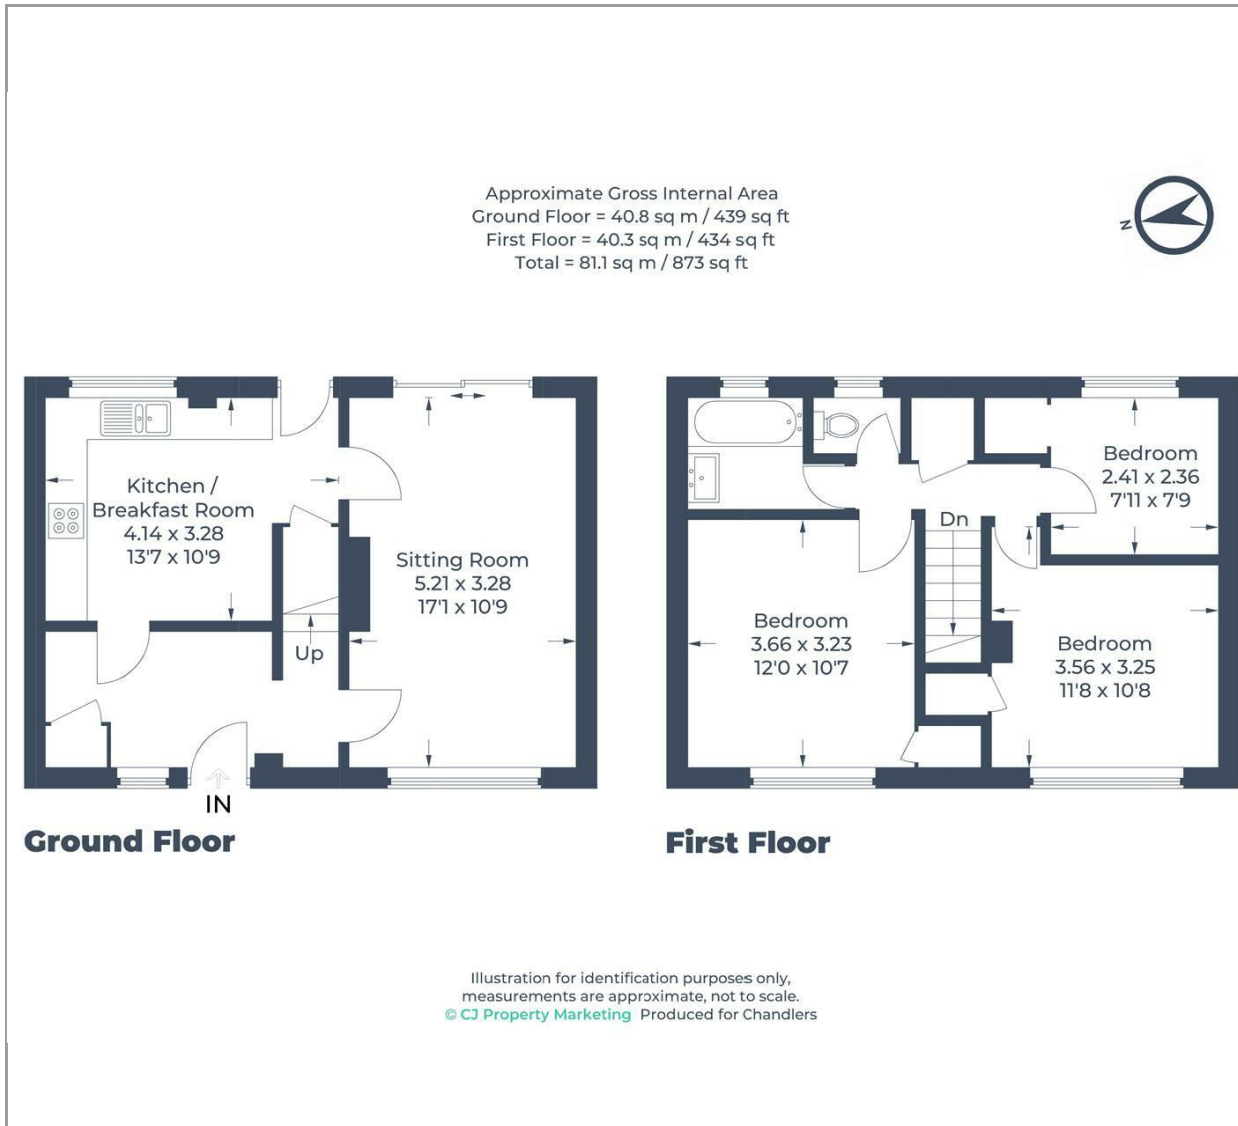 Approximate Gross Internal Area
Ground Floor = 40.8 sq m / 439 sq ft
First Floor = 40.3 sq m / 434 sq ft
Total = 81.1 sq m / 873 sq ft
N
Kitchen /
Breakfast Room
4.14 x 3.28
13'7 x 10'9
Sitting Room
5.21 x 3.28
17'1 x 10'9
Up
IN
Ground Floor
Bedroom
2.41 x 2.36
7'11 x 7'9
Dn
Bedroom
3.66 x 3.23
12'0 x 10'7
Bedroom
3.56 x 3.25
11'8 x 10'8
First Floor
Illustration for identification purposes only,
measurements are approximate, not to scale.
© CJ Property Marketing Produced for Chandlers